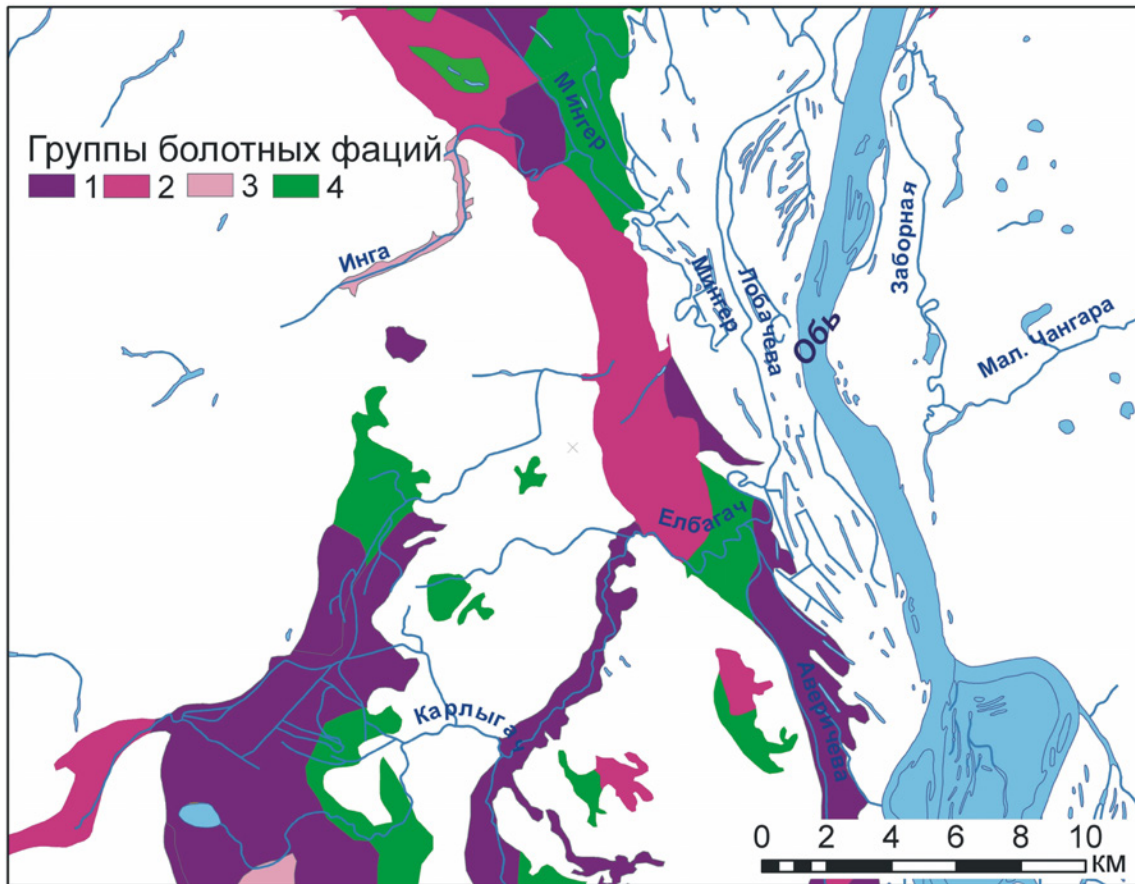 Группы болотных фаций
1 2 3 4
Мингер
Инга
Мингер
Лобачева
Обь
Заборная
Мал. Чангара
Елбагач
Карлыгач
Аверичева
0 2 4 6 8 10
КМ